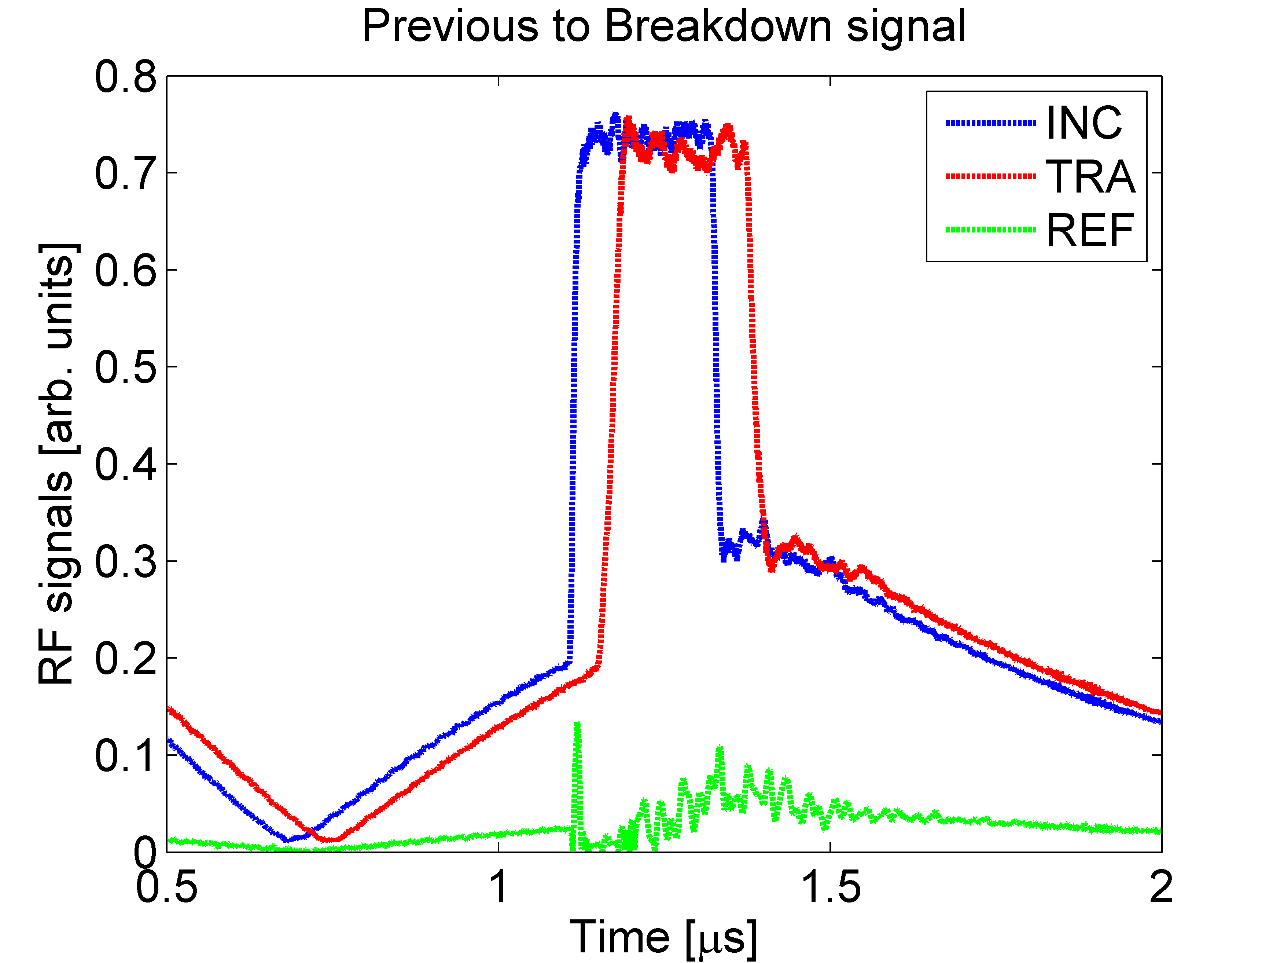 Previous to Breakdown signal
0.8
0.7
0.6
0.5
0.4
0.3
0.2
0.1
0
RF signals [arb. units]
INC
TRA
REF
0.5
1
1.5
2
Time [μs]